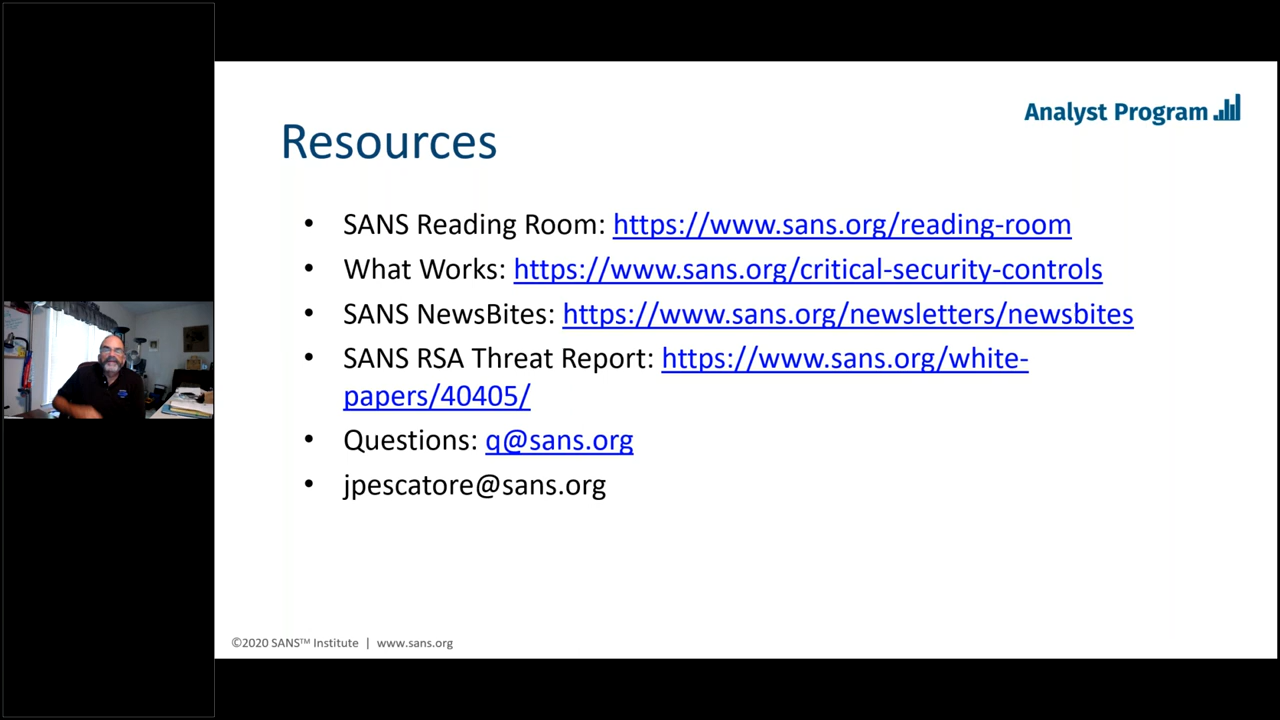 Analyst Program
Resources
• SANS Reading Room: https://www.sans.org/reading-room
• What Works: https://www.sans.org/critical-security-controls
• SANS NewsBites: https://www.sans.org/newsletters/newsbites
• SANS RSA Threat Report: https://www.sans.org/white-
papers/40405/
• Questions: q@sans.org
• jpescatore@sans.org
©2020 SANS™ Institute | www.sans.org